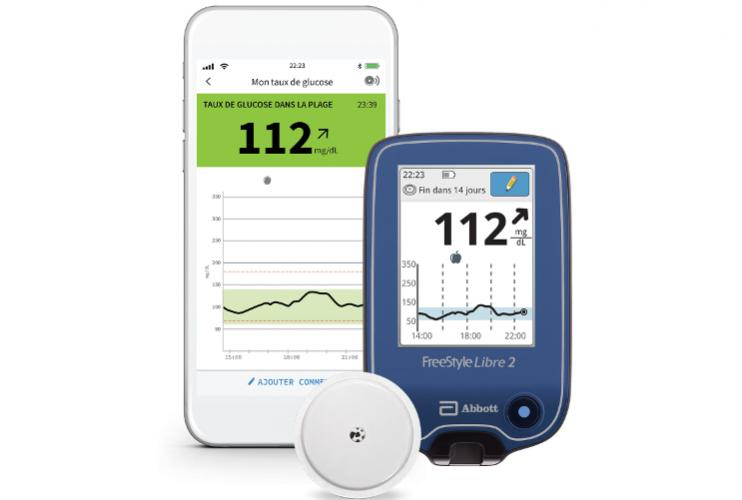 22:23
Mon taux de glucose
TAUX DE GLUCOSE DANS LA PLAGE 23:39
112
mg/dL
350
300
250
mg/dL
200
150
100
15:00 18:00 21:00
AJOUTER COMME
22:23
Fin dans 14 jours
112
mg
dL
350
250
150
50
14:00 18:00 22:00
FreeStyle Libre 2
Abbott